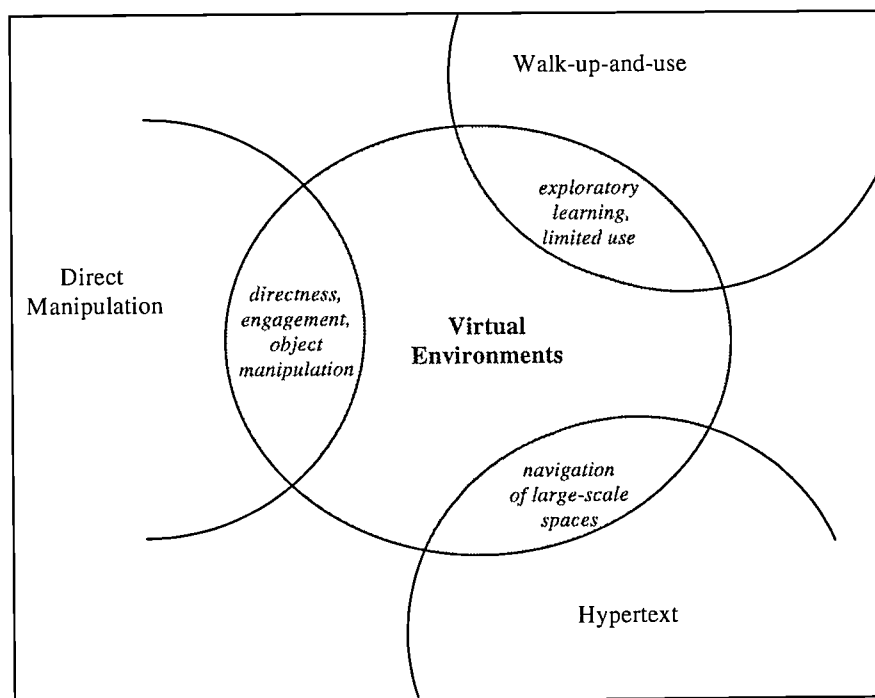 Walk-up-and-use
exploratory
learning,
limited use
Direct
Manipulation
directness,
engagement,
object
manipulation
Virtual
Environments
navigation
of large-scale
spaces
Hypertext